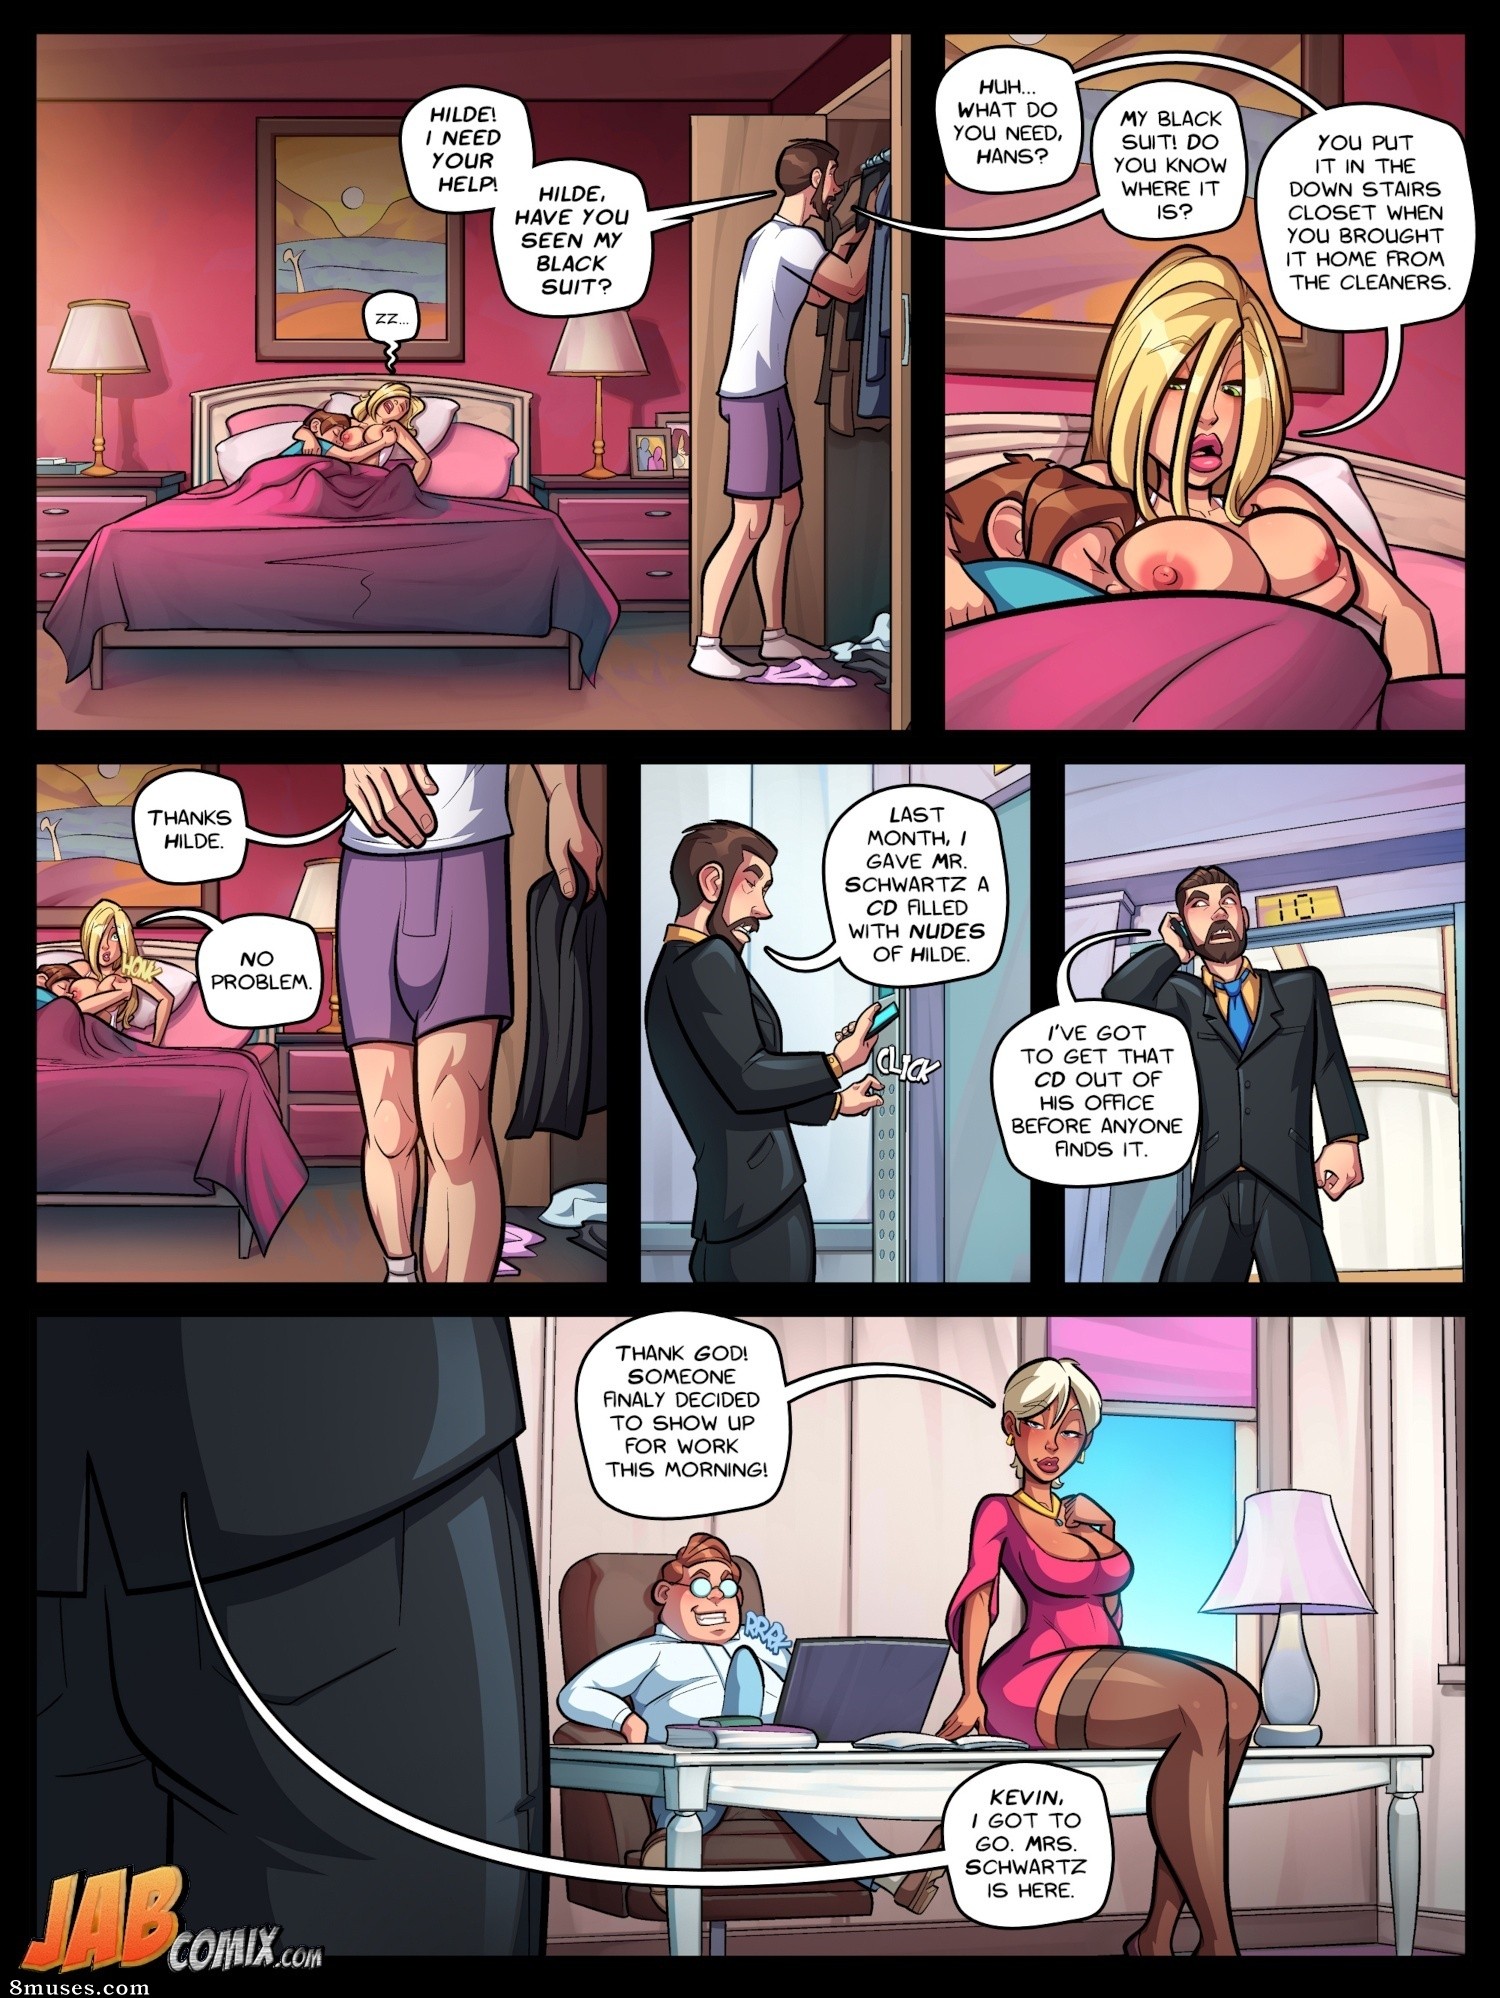 HILDE!
I NEED
YOUR
HELP!
HILDE,
HAVE YOU
SEEN MY
BLACK
SUIT?
ZZ...
HUH...
WHAT DO
YOU NEED,
HANS?
MY BLACK
SUIT! DO
YOU KNOW
WHERE IT
IS?
YOU PUT
IT IN THE
DOWN STAIRS
CLOSET WHEN
YOU BROUGHT
IT HOME FROM
THE CLEANERS.
THANKS
HILDE.
NO
PROBLEM.
HONK
LAST
MONTH, I
GAVE MR.
SCHWARTZ A
CD FILLED
WITH NUDES
OF HILDE.
CLICK
10
I'VE GOT
TO GET THAT
CD OUT OF
HIS OFFICE
BEFORE ANYONE
FINDS IT.
THANK GOD!
SOMEONE
FINALY DECIDED
TO SHOW UP
FOR WORK
THIS MORNING!
KEVIN,
I GOT TO
GO. MRS.
SCHWARTZ
IS HERE.
JAB
COMIX.COM
8muses.com